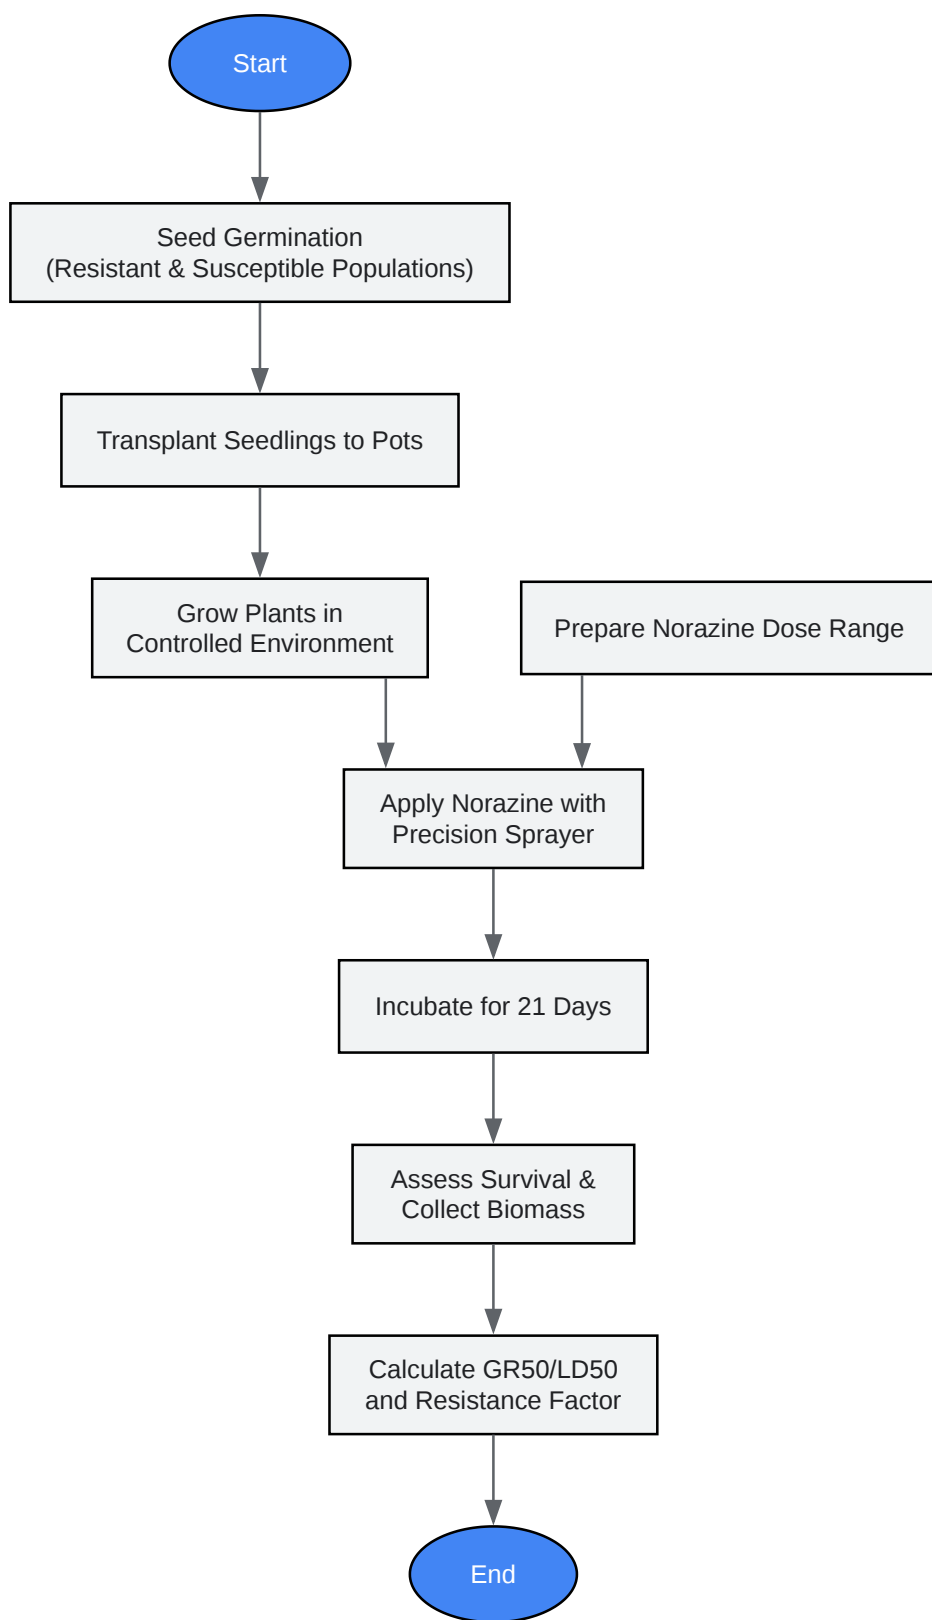 Start
Seed Germination
(Resistant & Susceptible Populations)
Transplant Seedlings to Pots
Grow Plants in
Controlled Environment
Prepare Norazine Dose Range
Apply Norazine with
Precision Sprayer
Incubate for 21 Days
Assess Survival &
Collect Biomass
Calculate GR50/LD50
and Resistance Factor
End